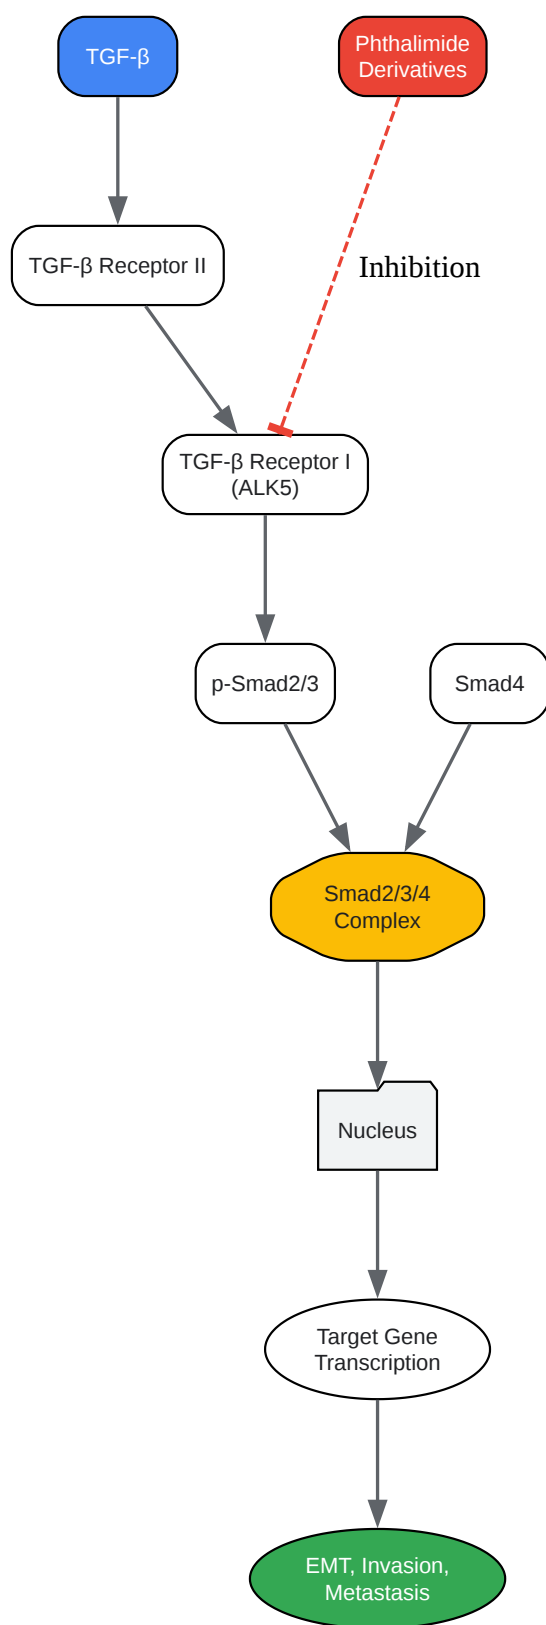 TGF-β
Phthalimide
Derivatives
Inhibition
TGF-β Receptor II
TGF-β Receptor I
(ALK5)
p-Smad2/3
Smad4
Smad2/3/4
Complex
Nucleus
Target Gene
Transcription
EMT, Invasion,
Metastasis